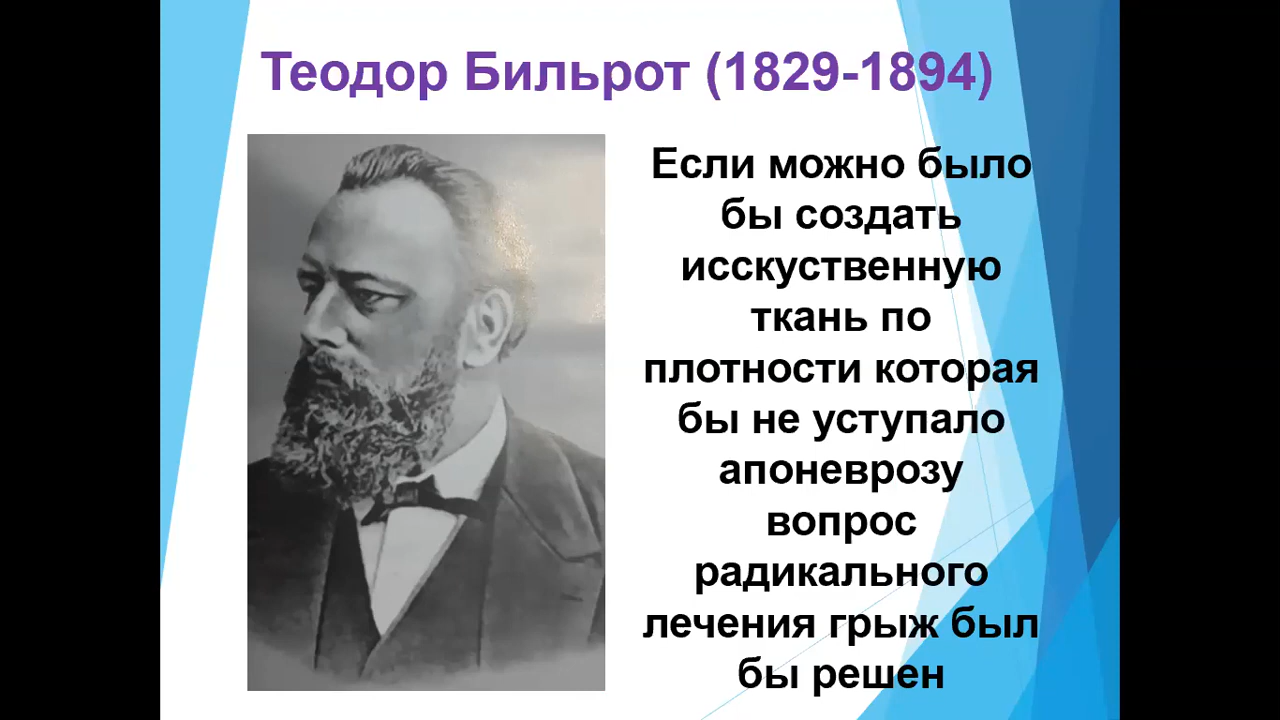 Теодор Бильрот (1829-1894)
Если можно было
бы создать
исскуственную
ткань по
плотности которая
бы не уступало
апоневрозу
вопрос
радикального
лечения грыж был
бы решен